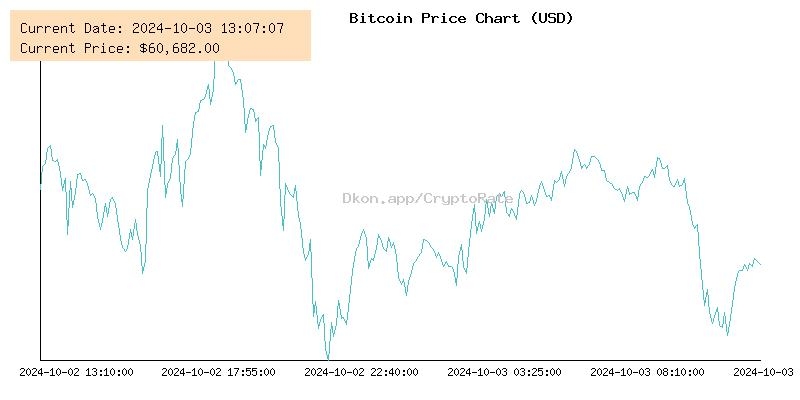 Bitcoin Price Chart (USD)
Current Date: 2024-10-03 13:07:07
Current Price: $60,682.00
Dkon.app/CryptoRate
2024-10-02 13:10:00 2024-10-02 17:55:00 2024-10-02 22:40:00 2024-10-03 03:25:00 2024-10-03 08:10:00 2024-10-03